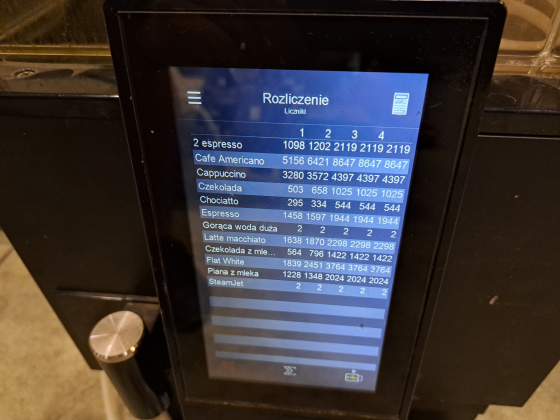 Rozliczenie
Liczniki
1 2 3 4
2 espresso 1098 1202 2119 2119 2119
Cafe Americano 5156 6421 8647 8647 8647
Cappuccino 3280 3572 4397 4397 4397
Czekolada 503 658 1025 1025 1025
Chociatto 295 334 544 544 544
Espresso 1458 1597 1944 1944 1944
Gorąca woda duża 2 2 2 2 2
Latte macchiato 1638 1870 2298 2298 2298
Czekolada z mle... 564 796 1422 1422 1422
Flat White 1839 2451 3764 3764 3764
Piana z mleka 1228 1348 2024 2024 2024
SteamJet 2 2 2 2 2
Σ